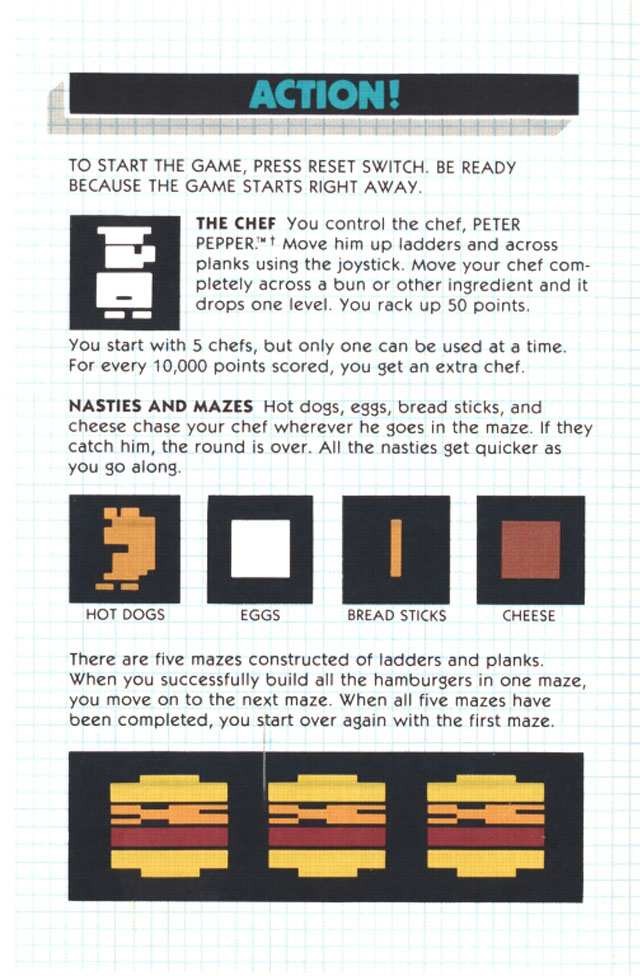 ACTION!
TO START THE GAME, PRESS RESET SWITCH. BE READY
BECAUSE THE GAME STARTS RIGHT AWAY.
THE CHEF You control the chef, PETER
PEPPER.™† Move him up ladders and across
planks using the joystick. Move your chef com-
pletely across a bun or other ingredient and it
drops one level. You rack up 50 points.
You start with 5 chefs, but only one can be used at a time.
For every 10,000 points scored, you get an extra chef.
NASTIES AND MAZES Hot dogs, eggs, bread sticks, and
cheese chase your chef wherever he goes in the maze. If they
catch him, the round is over. All the nasties get quicker as
you go along.
HOT DOGS
EGGS
BREAD STICKS
CHEESE
There are five mazes constructed of ladders and planks.
When you successfully build all the hamburgers in one maze,
you move on to the next maze. When all five mazes have
been completed, you start over again with the first maze.